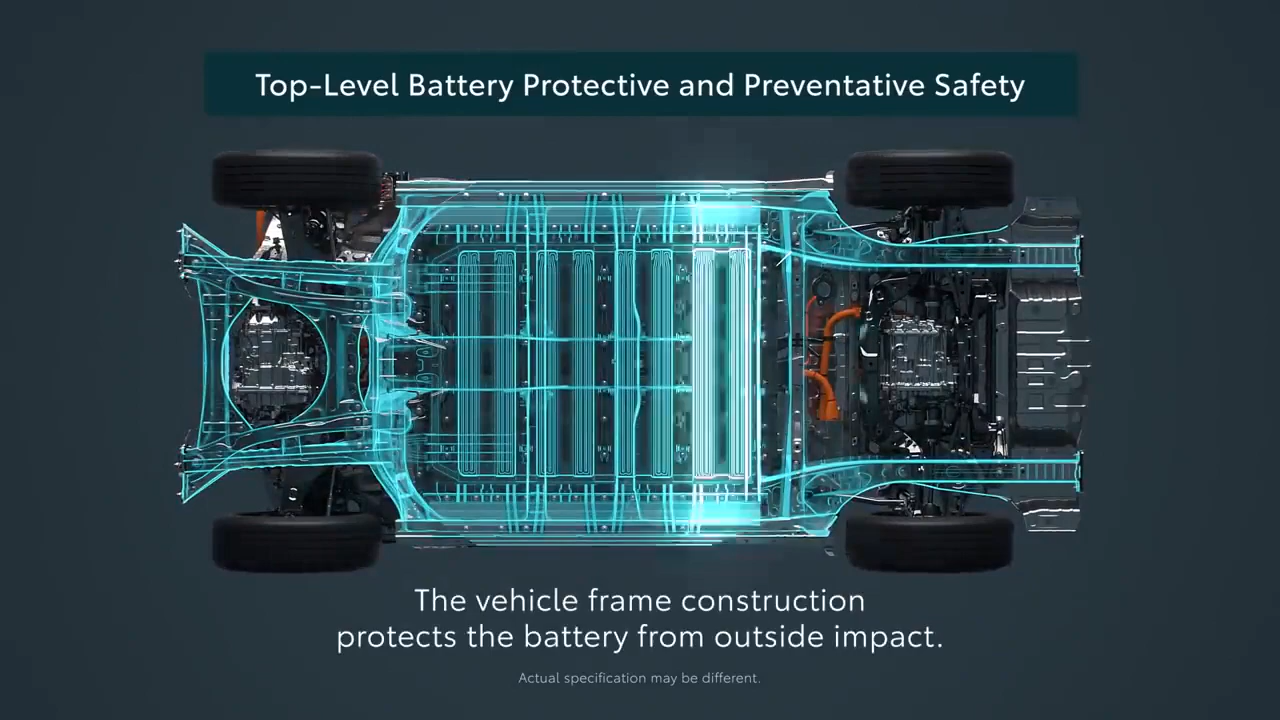 Top-Level Battery Protective and Preventative Safety
The vehicle frame construction
protects the battery from outside impact.
Actual specification may be different.